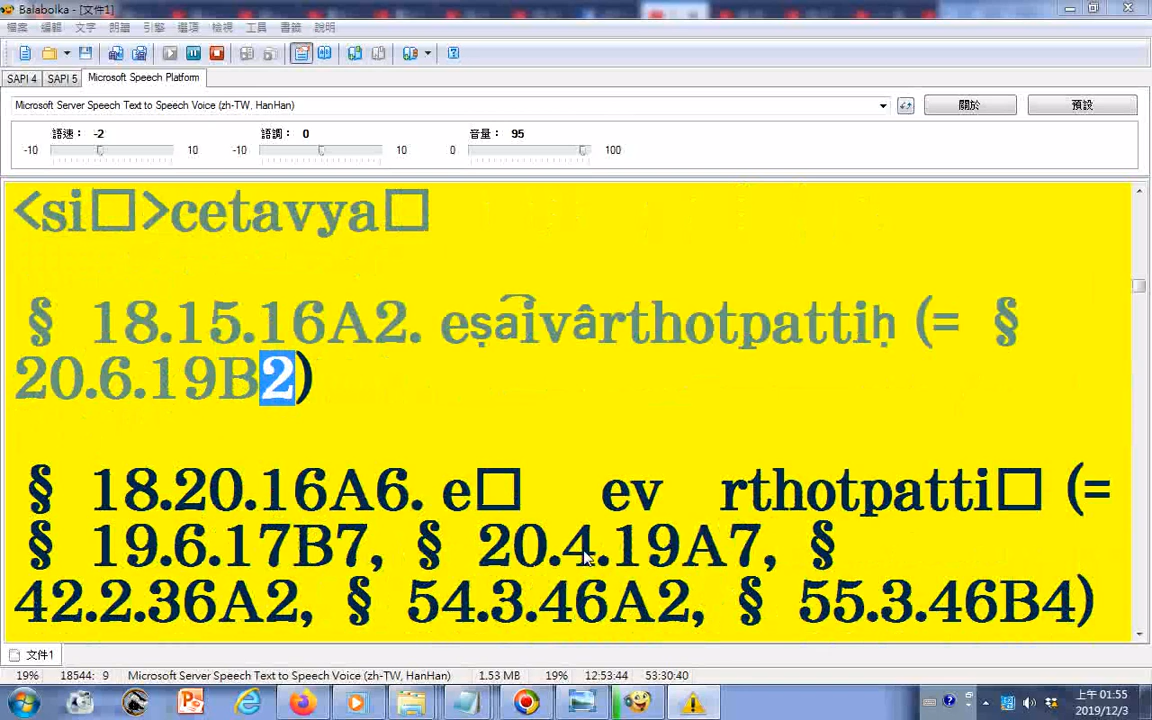 Balabolka - [文件1]
檔案 編輯 文字 朗讀 引擎 選項 檢視 工具 書籤 說明
SAPI 4 SAPI 5 Microsoft Speech Platform
Microsoft Server Speech Text to Speech Voice (zh-TW, HanHan) 關於 預設
語速： -2 語調： 0 音量： 95
-10 10 -10 10 0 100
<si□>cetavya□
§ 18.15.16A2. eṣa͡ivârthotpattiḥ (= §
20.6.19B2)
§ 18.20.16A6. e□ ev rthotpatti□ (=
§ 19.6.17B7, § 20.4.19A7, §
42.2.36A2, § 54.3.46A2, § 55.3.46B4)
文件1
19% 18544: 9 Microsoft Server Speech Text to Speech Voice (zh-TW, HanHan) 1.53 MB 19% 12:53:44 53:30:40
上午 01:55
2019/12/3